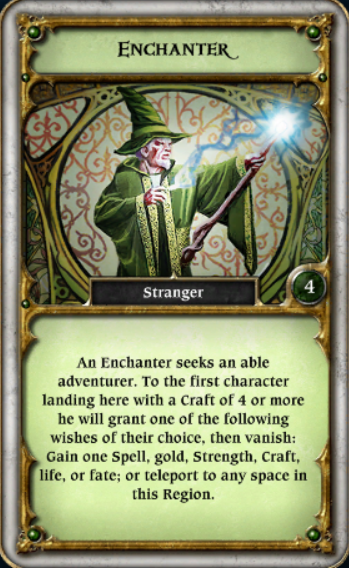 Enchanter
Stranger
4
An Enchanter seeks an able
adventurer. To the first character
landing here with a Craft of 4 or more
he will grant one of the following
wishes of their choice, then vanish:
Gain one Spell, gold, Strength, Craft,
life, or fate; or teleport to any space in
this Region.